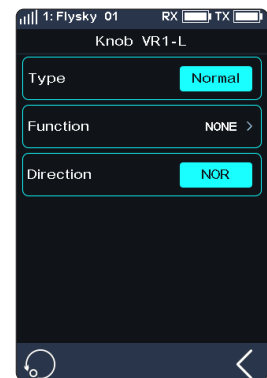 1: Flysky 01 RX TX
Knob VR1-L
Type Normal
Function NONE >
Direction NOR